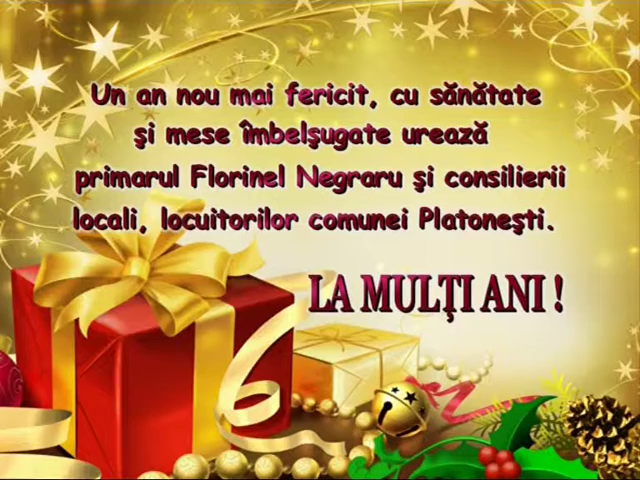 Un an nou mai fericit, cu sănătate
şi mese îmbelşugate urează
primarul Florinel Negraru şi consilierii
locali, locuitorilor comunei Platoneşti.
LA MULŢI ANI !